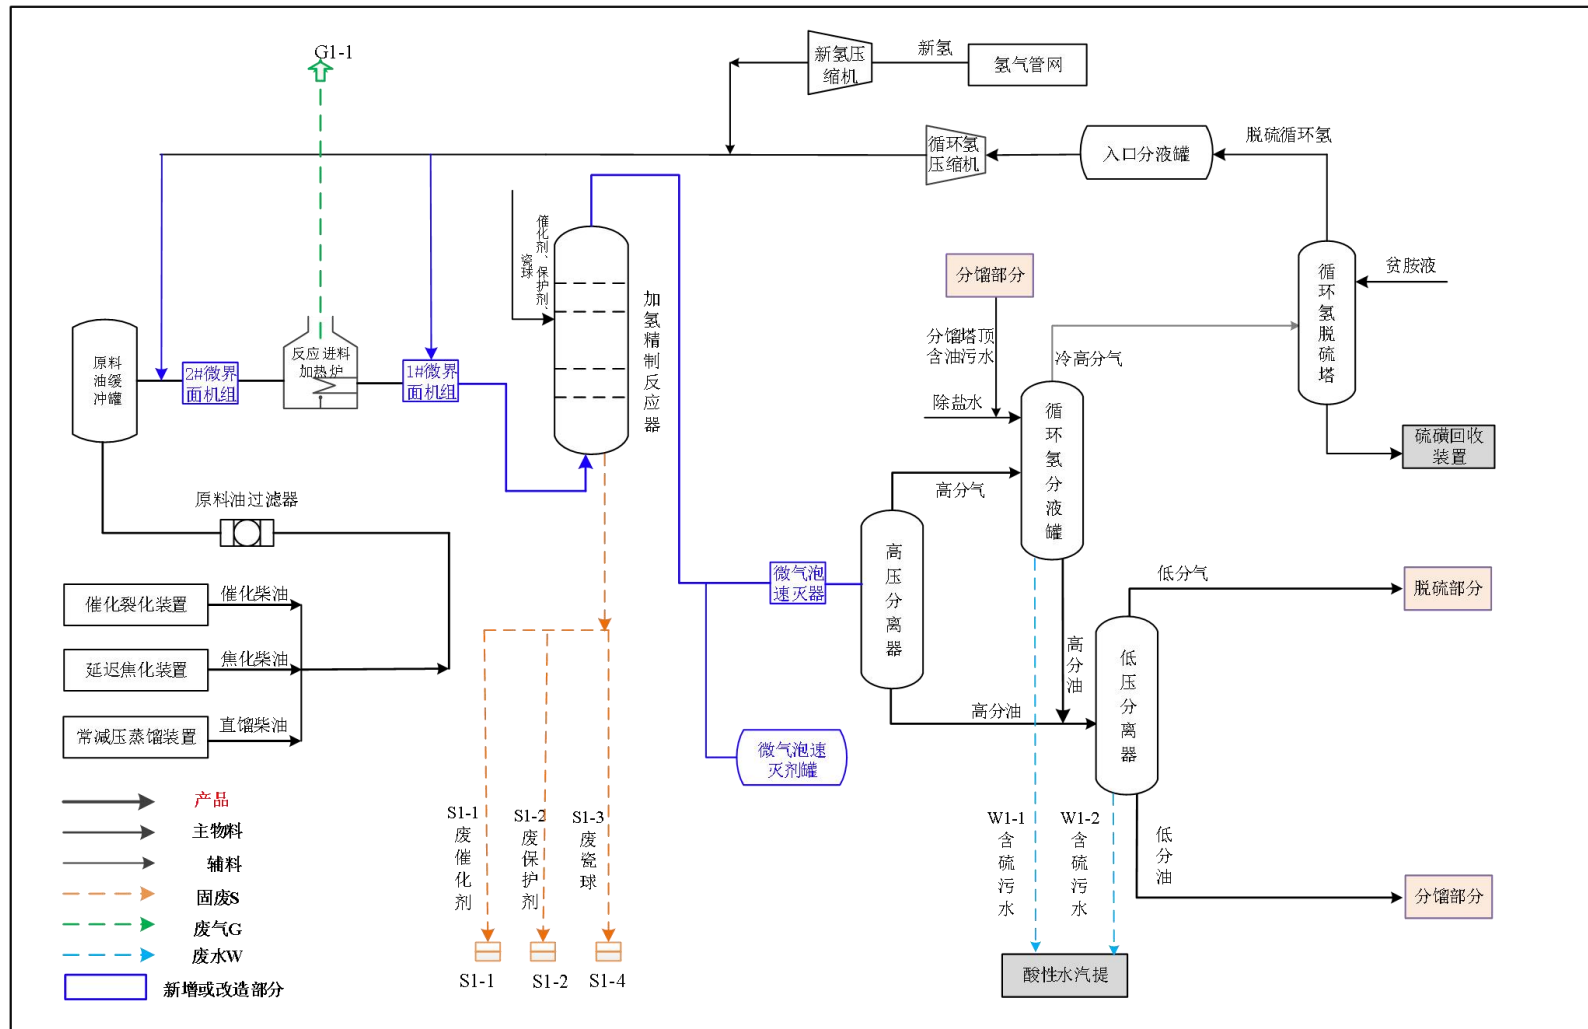 G1-1
新氢压
缩机
新氢
氢气管网
循环氢
压缩机
入口分液罐
脱硫循环氢
催化剂、保护剂、
瓷球
加氢精制反应器
分馏部分
分馏塔顶
含油污水
除盐水
冷高分气
循环氢脱硫塔
贫胺液
硫磺回收
装置
原料
油缓
冲罐
2#微界
面机组
反应进料
加热炉
1#微界
面机组
循环氢分液罐
高分气
原料油过滤器
高压分离器
微气泡
速灭器
低分气
脱硫部分
催化裂化装置
催化柴油
延迟焦化装置
焦化柴油
常减压蒸馏装置
直馏柴油
高分油
高分油
低压分离器
微气泡速
灭剂罐
产品
主物料
辅料
固废S
废气G
废水W
新增或改造部分
S1-1
废催化剂
S1-2
废保护剂
S1-3
废瓷球
W1-1
含硫污水
W1-2
含硫污水
低分油
分馏部分
酸性水汽提
S1-1
S1-2
S1-4